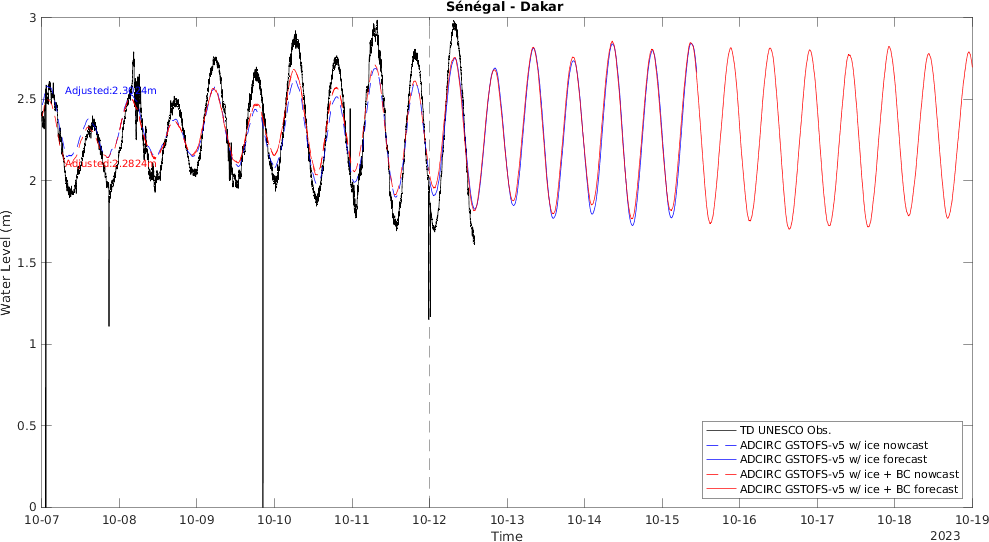 Sénégal - Dakar
3
2.5
2
1.5
1
0.5
0
Water Level (m)
Adjusted:2.2824m
10-07
10-08
10-09
10-10
10-11
10-12
10-13
10-14
10-15
10-16
10-17
10-18
10-19
Time
2023
TD UNESCO Obs.
ADCIRC GSTOFS-v5 w/ ice nowcast
ADCIRC GSTOFS-v5 w/ ice forecast
ADCIRC GSTOFS-v5 w/ ice + BC nowcast
ADCIRC GSTOFS-v5 w/ ice + BC forecast